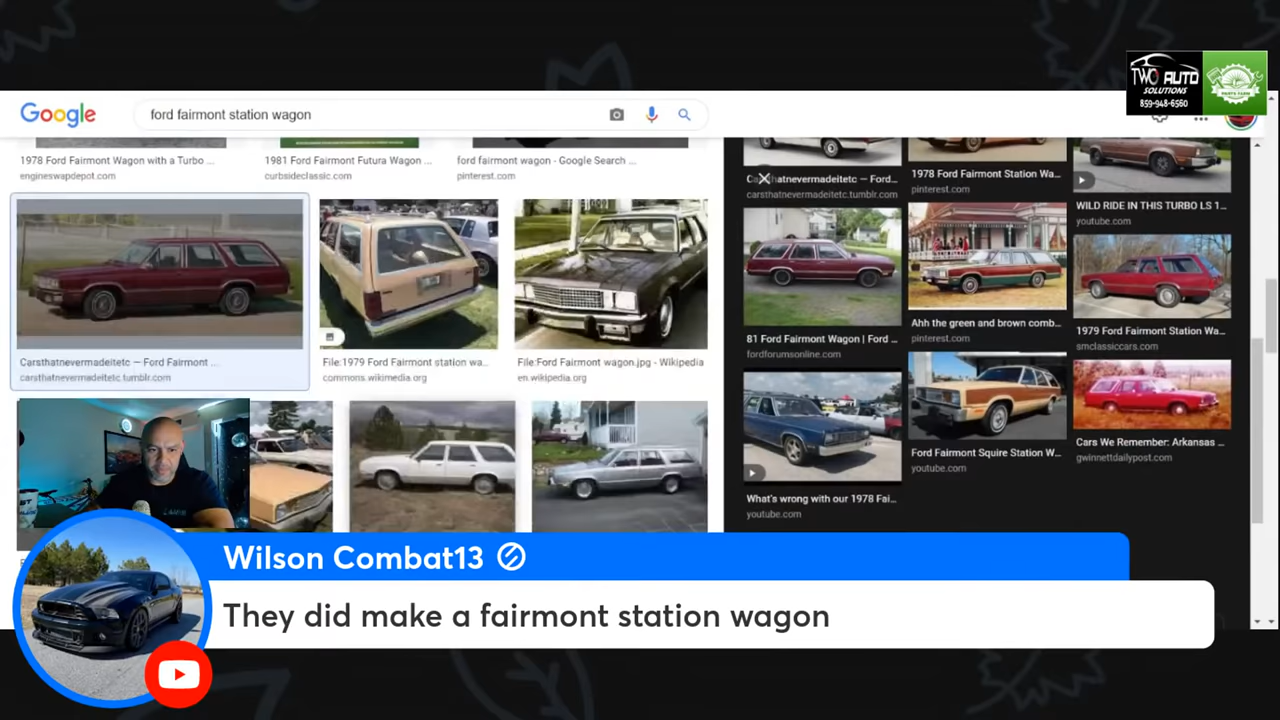 TWO AUTO
SOLUTIONS
859-948-6560
PARTS FARM
Google
ford fairmont station wagon
1978 Ford Fairmont Wagon with a Turbo ...
engineswapdepot.com
1981 Ford Fairmont Futura Wagon ...
curbsideclassic.com
ford fairmont wagon - Google Search ...
pinterest.com
Carsthatnevermadeitetc — Ford Fairmont ...
carsthatnevermadeitetc.tumblr.com
File:1979 Ford Fairmont station wa...
commons.wikimedia.org
File:Ford Fairmont wagon.jpg - Wikipedia
en.wikipedia.org
hatnevermadeitetc — Ford...
carsthatnevermadeitetc.tumblr.com
1978 Ford Fairmont Station Wa...
pinterest.com
WILD RIDE IN THIS TURBO LS 1...
youtube.com
81 Ford Fairmont Wagon | Ford ...
fordforumsonline.com
Ahh the green and brown comb...
pinterest.com
1979 Ford Fairmont Station Wa...
smclassiccars.com
What's wrong with our 1978 Fai...
youtube.com
Ford Fairmont Squire Station W...
youtube.com
Cars We Remember: Arkansas ...
gwinnettdailypost.com
Wilson Combat13
They did make a fairmont station wagon